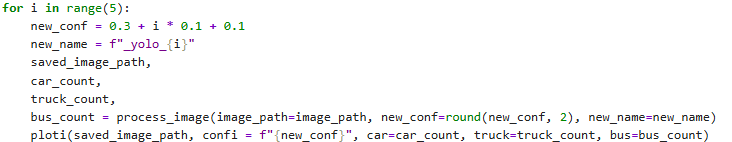 for i in range(5):
    new_conf = 0.3 + i * 0.1 + 0.1
    new_name = f"_yolo_{i}"
    saved_image_path,
    car_count,
    truck_count,
    bus_count = process_image(image_path=image_path, new_conf=round(new_conf, 2), new_name=new_name)
    ploti(saved_image_path, confi = f"{new_conf}", car=car_count, truck=truck_count, bus=bus_count)